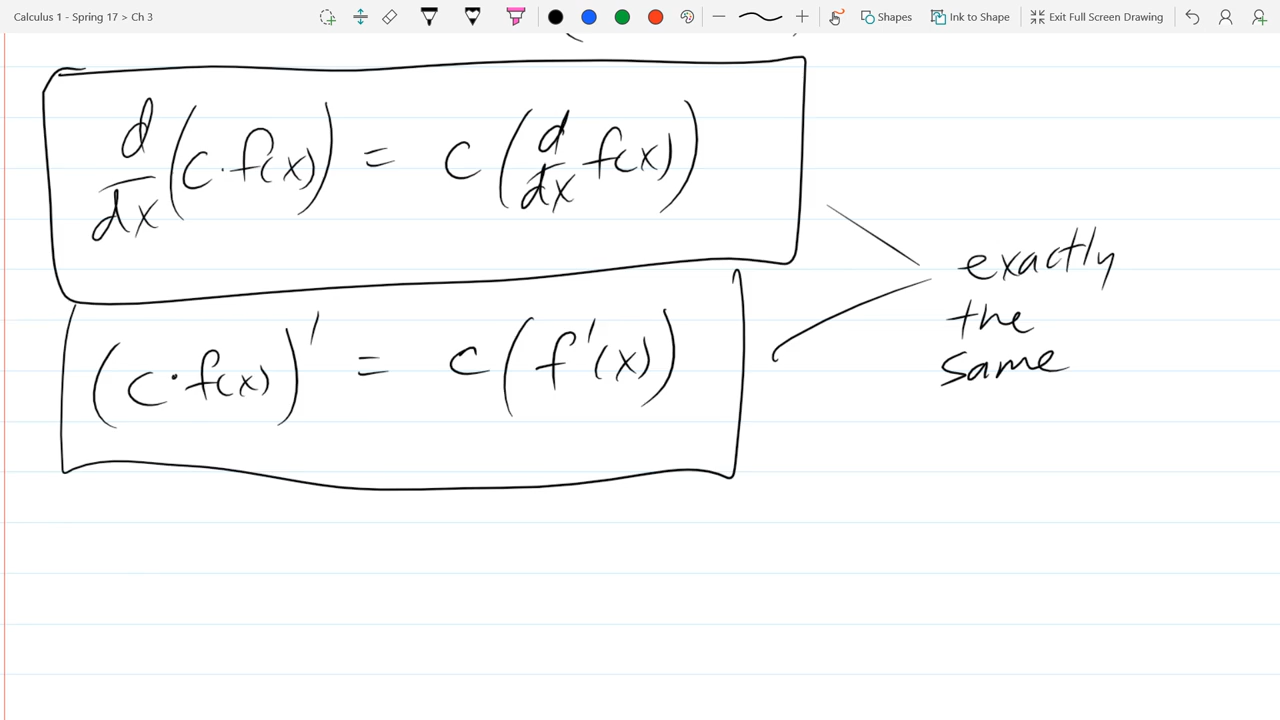 Calculus 1 - Spring 17 > Ch 3
Shapes
Ink to Shape
Exit Full Screen Drawing
d/dx (c·f(x)) = c (d/dx f(x))
(c·f(x))' = c (f'(x))
exactly
the
same